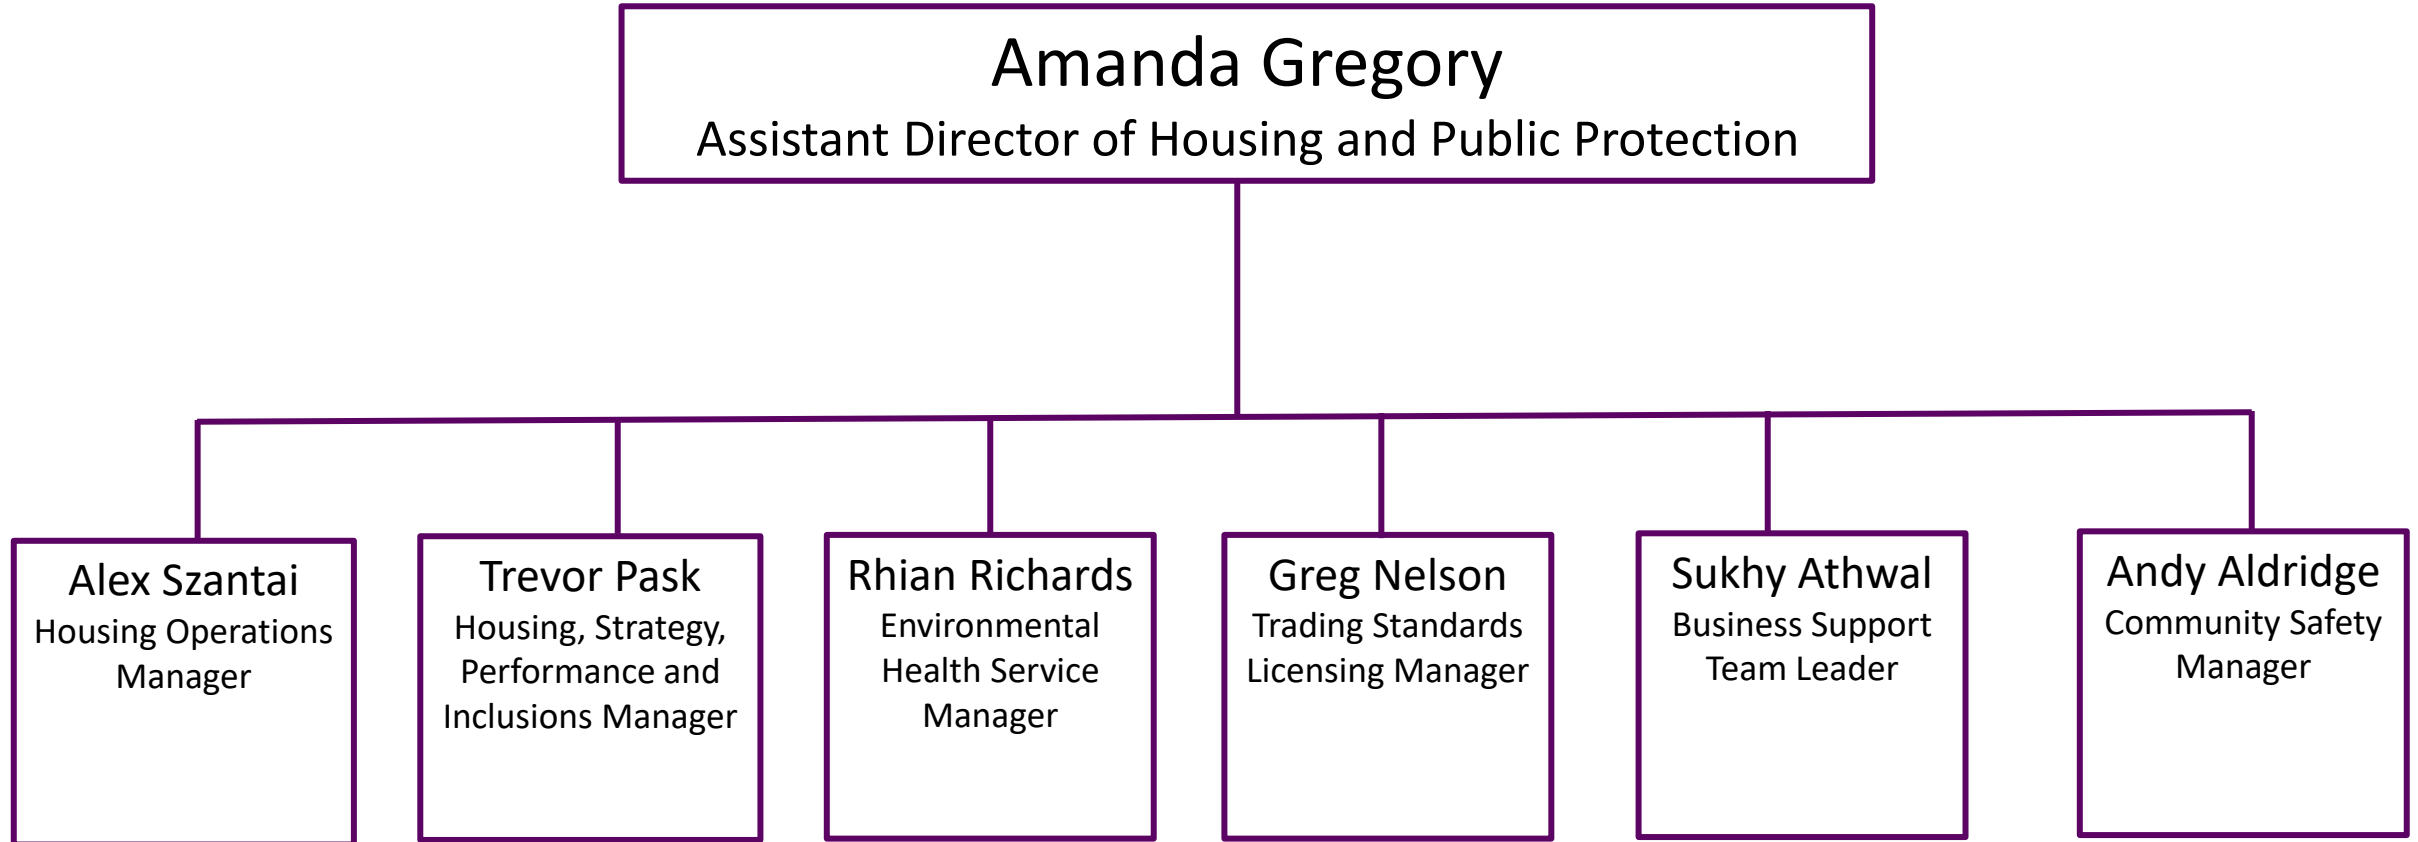 Amanda Gregory
Assistant Director of Housing and Public Protection
Alex Szantai
Housing Operations
Manager
Trevor Pask
Housing, Strategy,
Performance and
Inclusions Manager
Rhian Richards
Environmental
Health Service
Manager
Greg Nelson
Trading Standards
Licensing Manager
Sukhy Athwal
Business Support
Team Leader
Andy Aldridge
Community Safety
Manager